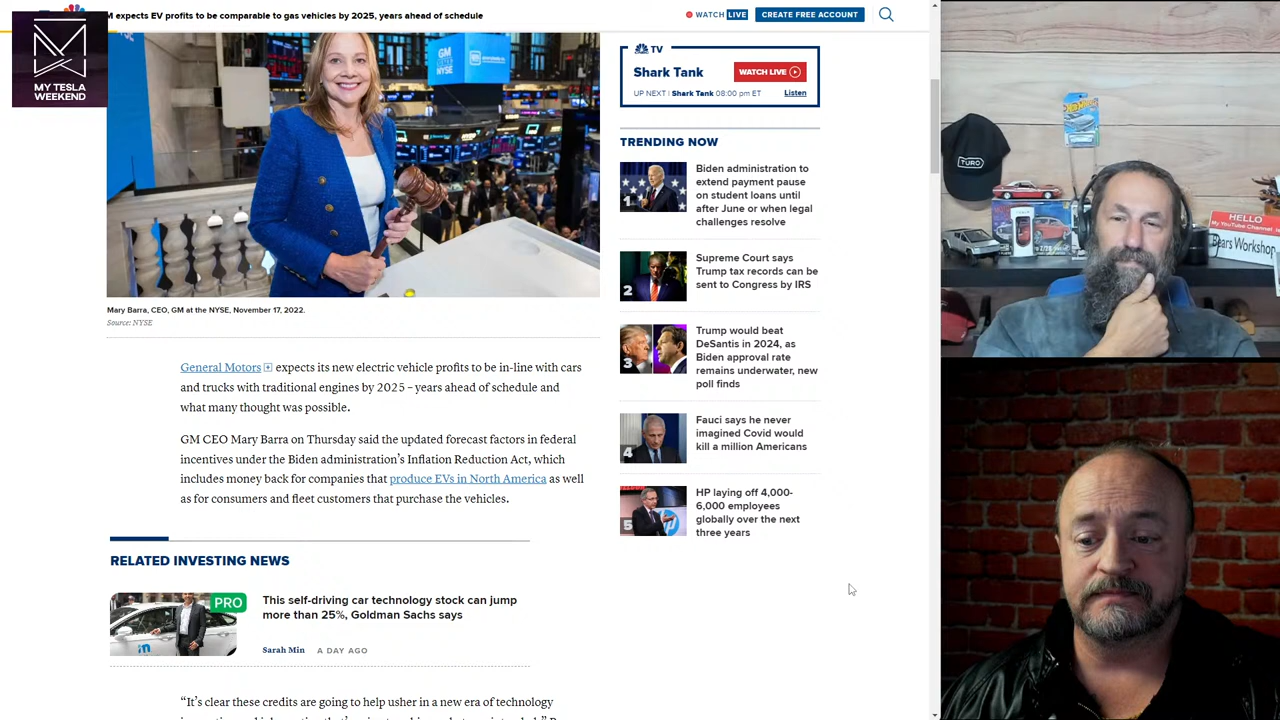 M expects EV profits to be comparable to gas vehicles by 2025, years ahead of schedule
WATCH LIVE
CREATE FREE ACCOUNT
MY TESLA
WEEKEND
GM
NYSE
Mary Barra, CEO, GM at the NYSE, November 17, 2022.
Source: NYSE
General Motors expects its new electric vehicle profits to be in-line with cars
and trucks with traditional engines by 2025 – years ahead of schedule and
what many thought was possible.
GM CEO Mary Barra on Thursday said the updated forecast factors in federal
incentives under the Biden administration’s Inflation Reduction Act, which
includes money back for companies that produce EVs in North America as well
as for consumers and fleet customers that purchase the vehicles.
RELATED INVESTING NEWS
PRO
This self-driving car technology stock can jump
more than 25%, Goldman Sachs says
Sarah Min A DAY AGO
“It’s clear these credits are going to help usher in a new era of technology
TV
Shark Tank
WATCH LIVE
UP NEXT | Shark Tank 08:00 pm ET
Listen
TRENDING NOW
1
Biden administration to
extend payment pause
on student loans until
after June or when legal
challenges resolve
2
Supreme Court says
Trump tax records can be
sent to Congress by IRS
3
Trump would beat
DeSantis in 2024, as
Biden approval rate
remains underwater, new
poll finds
4
Fauci says he never
imagined Covid would
kill a million Americans
5
HP laying off 4,000-
6,000 employees
globally over the next
three years
TURO
HELLO
My YouTube Channel
Bears Workshop